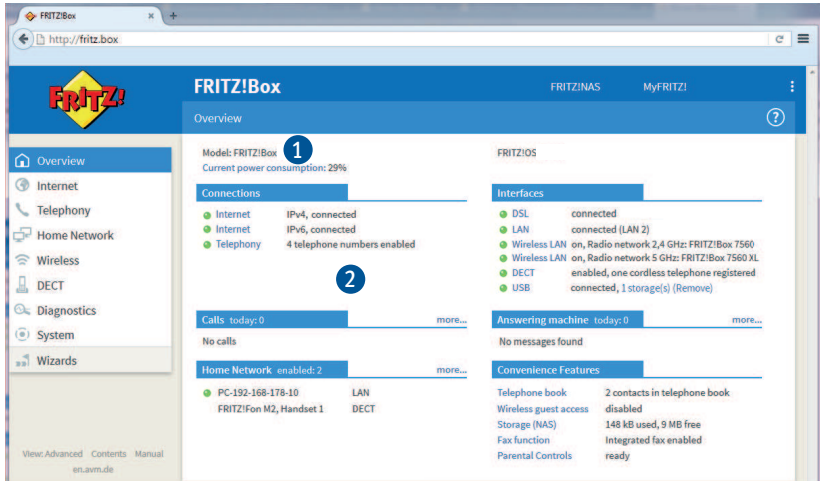 FRITZ!Box
http://fritz.box
FRITZ!
FRITZ!Box
FRITZ!NAS
MyFRITZ!
Overview
?
Overview
Internet
Telephony
Home Network
Wireless
DECT
Diagnostics
System
Wizards
View: Advanced Contents Manual
en.avm.de
Model: FRITZ!Box
1
FRITZ!OS
Current power consumption: 29%
Connections
Internet IPv4, connected
Internet IPv6, connected
Telephony 4 telephone numbers enabled
2
Interfaces
DSL connected
LAN connected (LAN 2)
Wireless LAN on, Radio network 2,4 GHz: FRITZ!Box 7560
Wireless LAN on, Radio network 5 GHz: FRITZ!Box 7560 XL
DECT enabled, one cordless telephone registered
USB connected, 1 storage(s) (Remove)
Calls today: 0 more...
No calls
Answering machine today: 0 more...
No messages found
Home Network enabled: 2 more...
PC-192-168-178-10 LAN
FRITZ!Fon M2, Handset 1 DECT
Convenience Features
Telephone book 2 contacts in telephone book
Wireless guest access disabled
Storage (NAS) 148 kB used, 9 MB free
Fax function Integrated fax enabled
Parental Controls ready